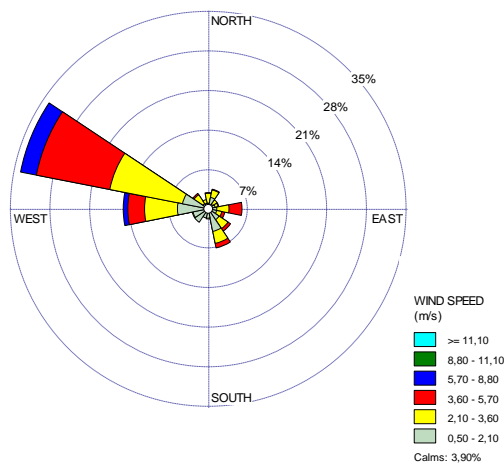 NORTH
35%
28%
21%
14%
7%
WEST
EAST
SOUTH
WIND SPEED
(m/s)
>= 11,10
8,80 - 11,10
5,70 - 8,80
3,60 - 5,70
2,10 - 3,60
0,50 - 2,10
Calms: 3,90%